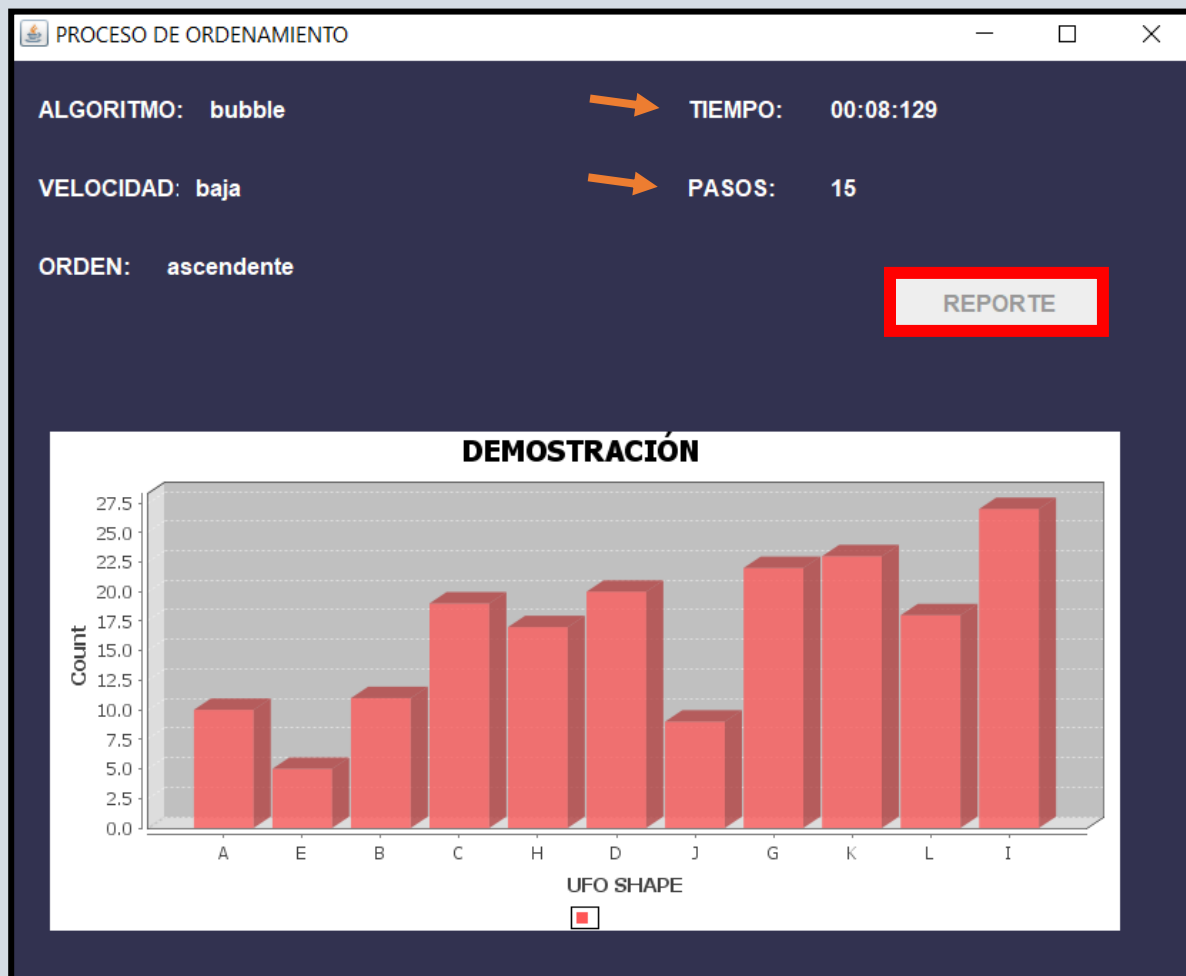 PROCESO DE ORDENAMIENTO
ALGORITMO: bubble
TIEMPO: 00:08:129
VELOCIDAD: baja
PASOS: 15
ORDEN: ascendente
REPORTE
DEMOSTRACIÓN
27.5
25.0
22.5
20.0
17.5
15.0
12.5
10.0
7.5
5.0
2.5
0.0
Count
A E B C H D J G K L I
UFO SHAPE